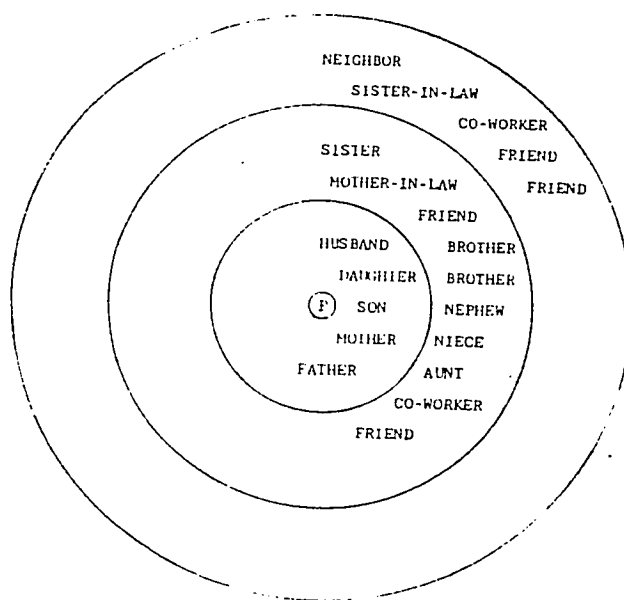 NEIGHBOR
SISTER-IN-LAW
CO-WORKER
FRIEND
FRIEND
SISTER
MOTHER-IN-LAW
FRIEND
BROTHER
BROTHER
NEPHEW
NIECE
AUNT
CO-WORKER
FRIEND
HUSBAND
DAUGHTER
P SON
MOTHER
FATHER